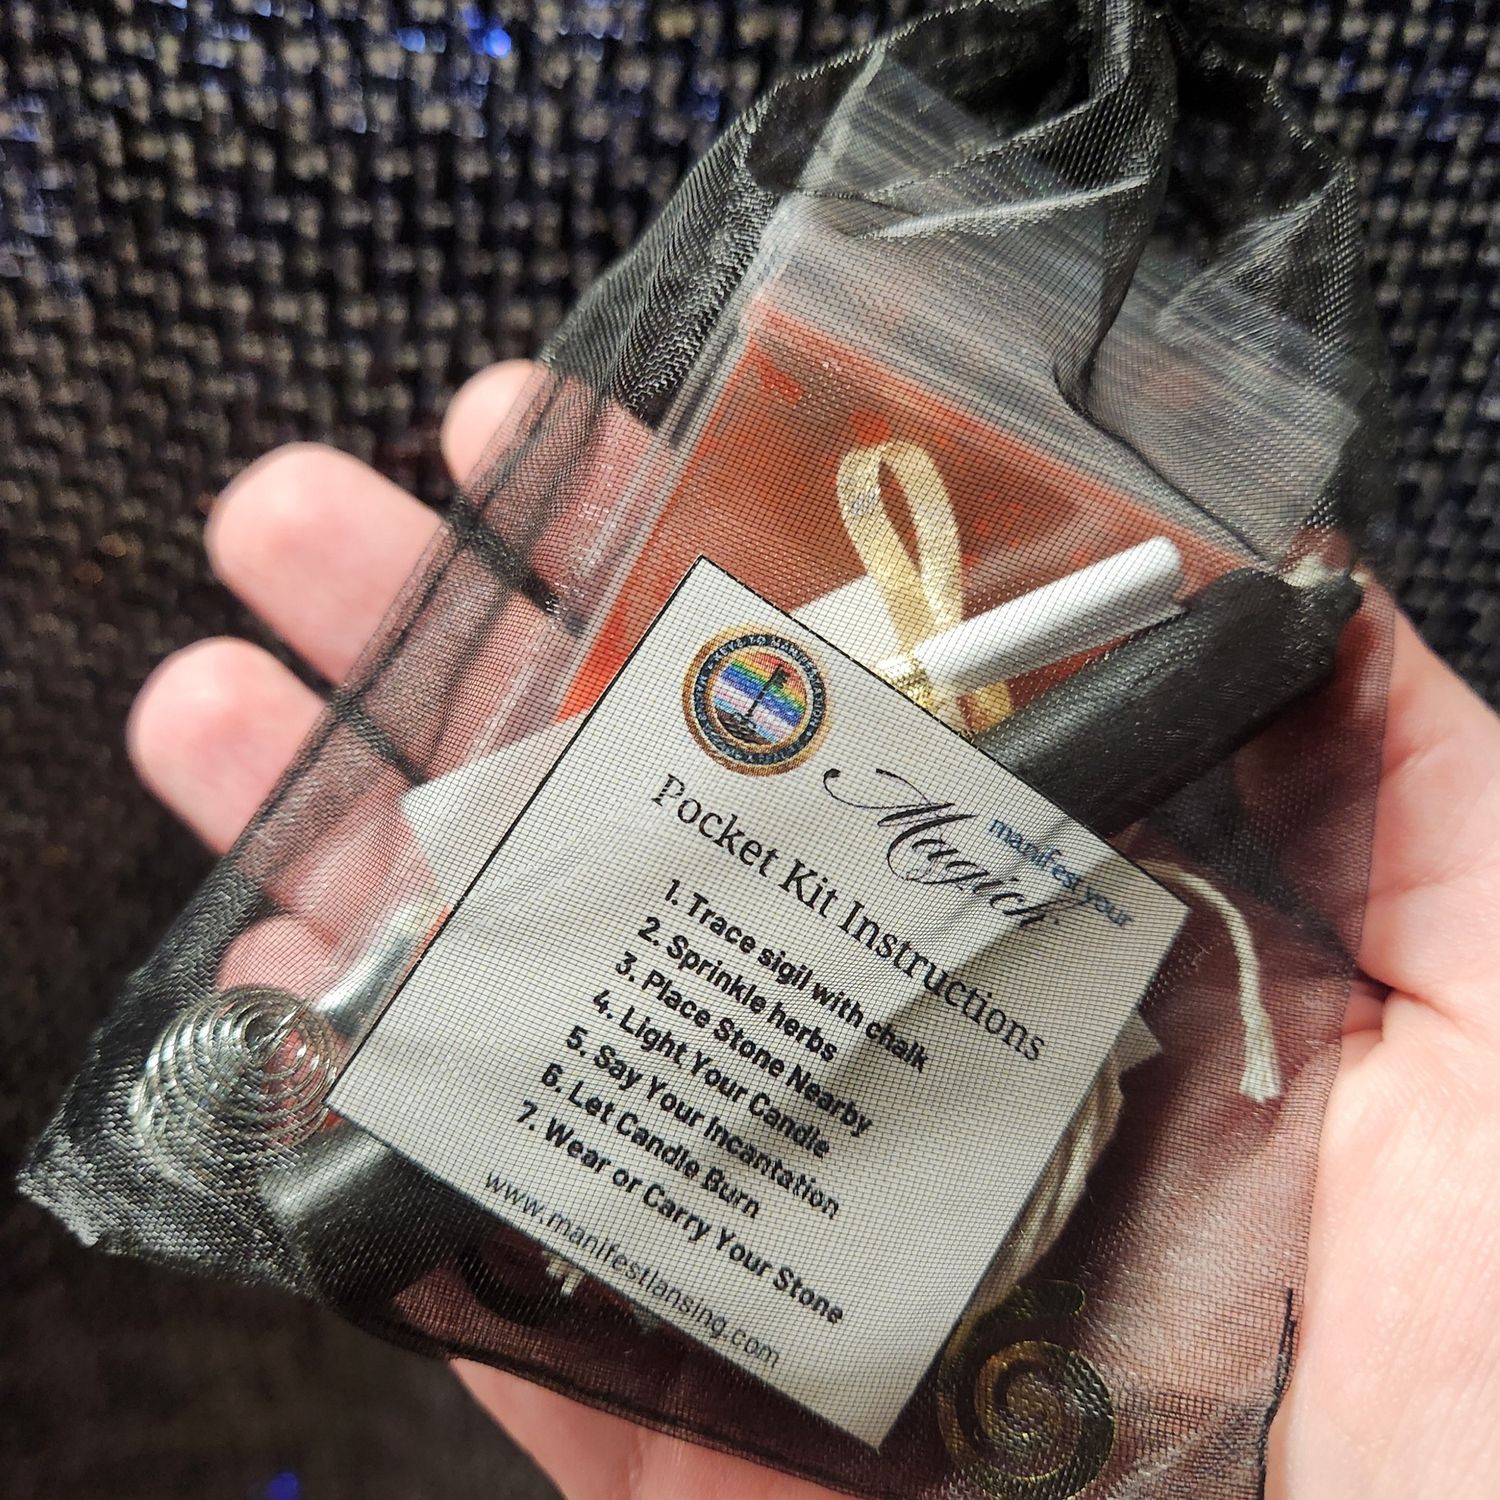 manifest your
Magick
Pocket Kit Instructions
1. Trace sigil with chalk
2. Sprinkle herbs
3. Place Stone Nearby
4. Light Your Candle
5. Say Your Incantation
6. Let Candle Burn
7. Wear or Carry Your Stone
www.manifestlansing.com